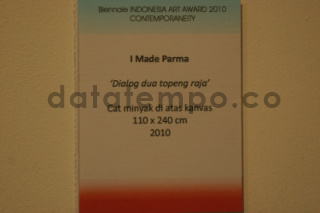 Biennale INDONESIA ART AWARD 2010
CONTEMPORANEITY
I Made Parma
'Dialog dua topeng raja'
datatempo.co
Cat minyak di atas kanvas
110 x 240 cm
2010